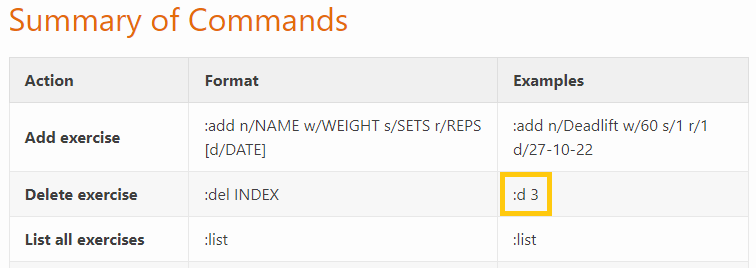 Summary of Commands
Action Format Examples
Add exercise :add n/NAME w/WEIGHT s/SETS r/REPS [d/DATE] :add n/Deadlift w/60 s/1 r/1 d/27-10-22
Delete exercise :del INDEX :d 3
List all exercises :list :list